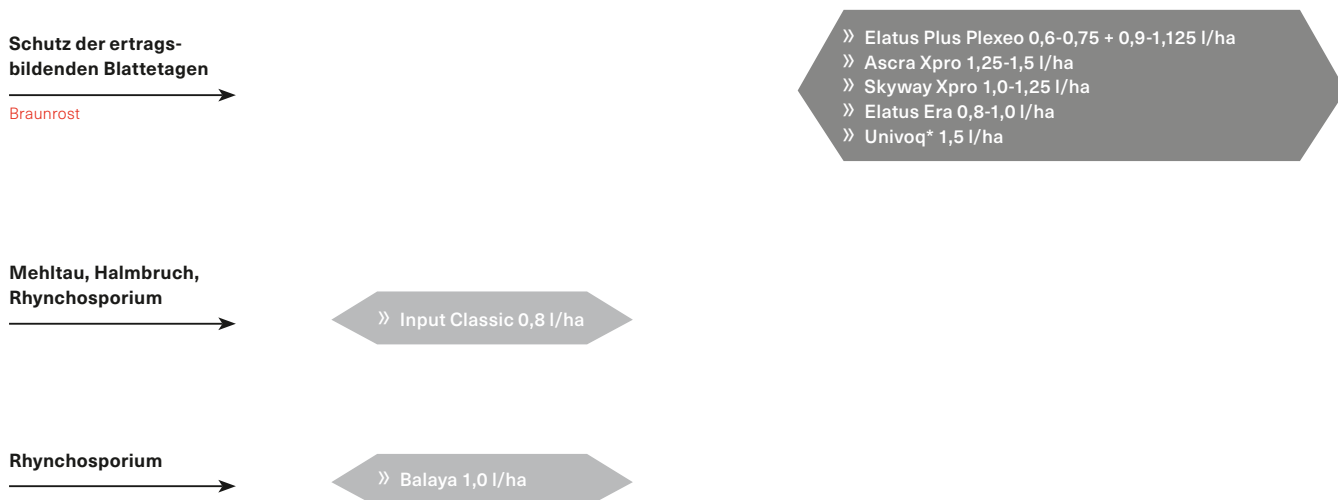 Schutz der ertrags-
bildenden Blattetagen
Braunrost
» Elatus Plus Plexeo 0,6-0,75 + 0,9-1,125 l/ha
» Ascra Xpro 1,25-1,5 l/ha
» Skyway Xpro 1,0-1,25 l/ha
» Elatus Era 0,8-1,0 l/ha
» Univoq* 1,5 l/ha
Mehltau, Halmbruch,
Rhynchosporium
» Input Classic 0,8 l/ha
Rhynchosporium
» Balaya 1,0 l/ha